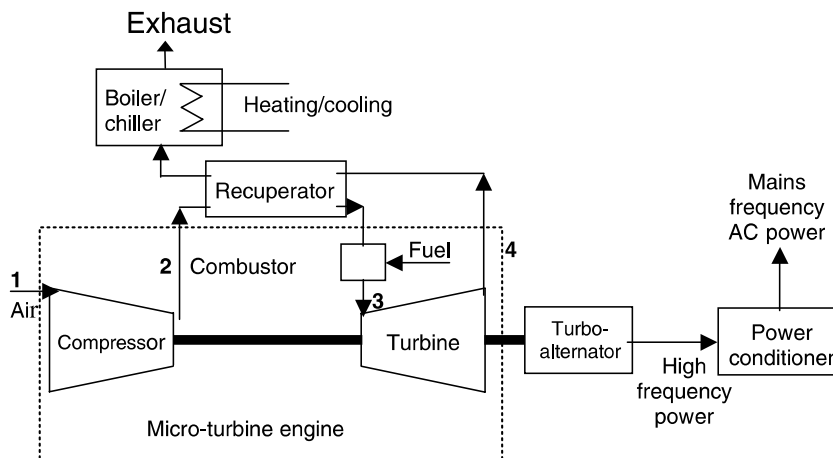 Exhaust
Boiler/
chiller
Heating/cooling
Recuperator
Mains
frequency
AC power
2
Combustor
Fuel
4
1
Air
3
Compressor
Turbine
Turbo-
alternator
Power
conditioner
High
frequency
power
Micro-turbine engine